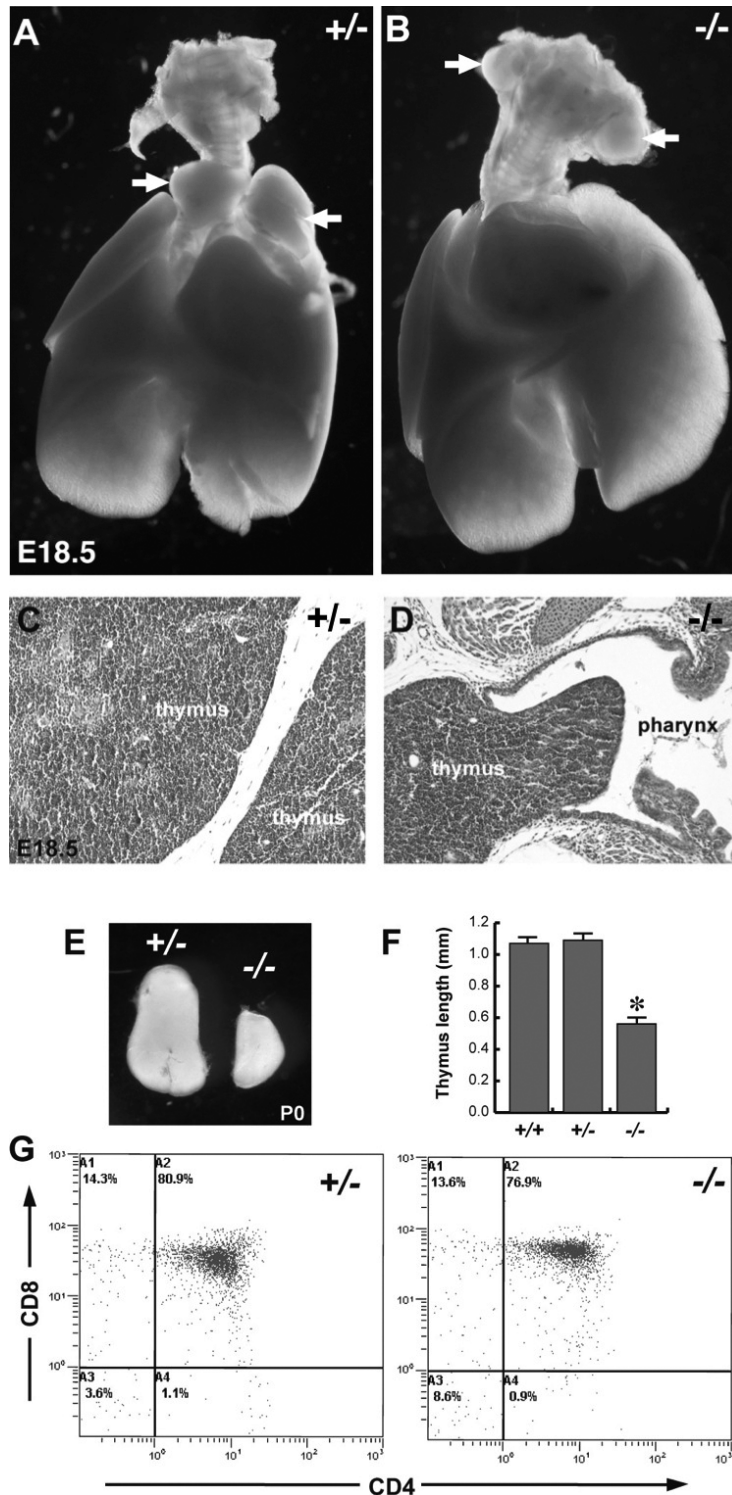 A +/-
B -/-
E18.5
C +/-
thymus
thymus
E18.5
D -/-
pharynx
thymus
E
+/-
-/-
P0
F
Thymus length (mm)
1.2
1.0
0.8
0.6
0.4
0.2
0.0
*
+/+ +/- -/-
G
CD8
A1
14.3%
A2
80.9%
+/-
A3
3.6%
A4
1.1%
10³
10²
10¹
10⁰
10⁰ 10¹ 10² 10³
A1
13.6%
A2
76.9%
-/-
A3
8.6%
A4
0.9%
10³
10²
10¹
10⁰
10⁰ 10¹ 10² 10³
CD4